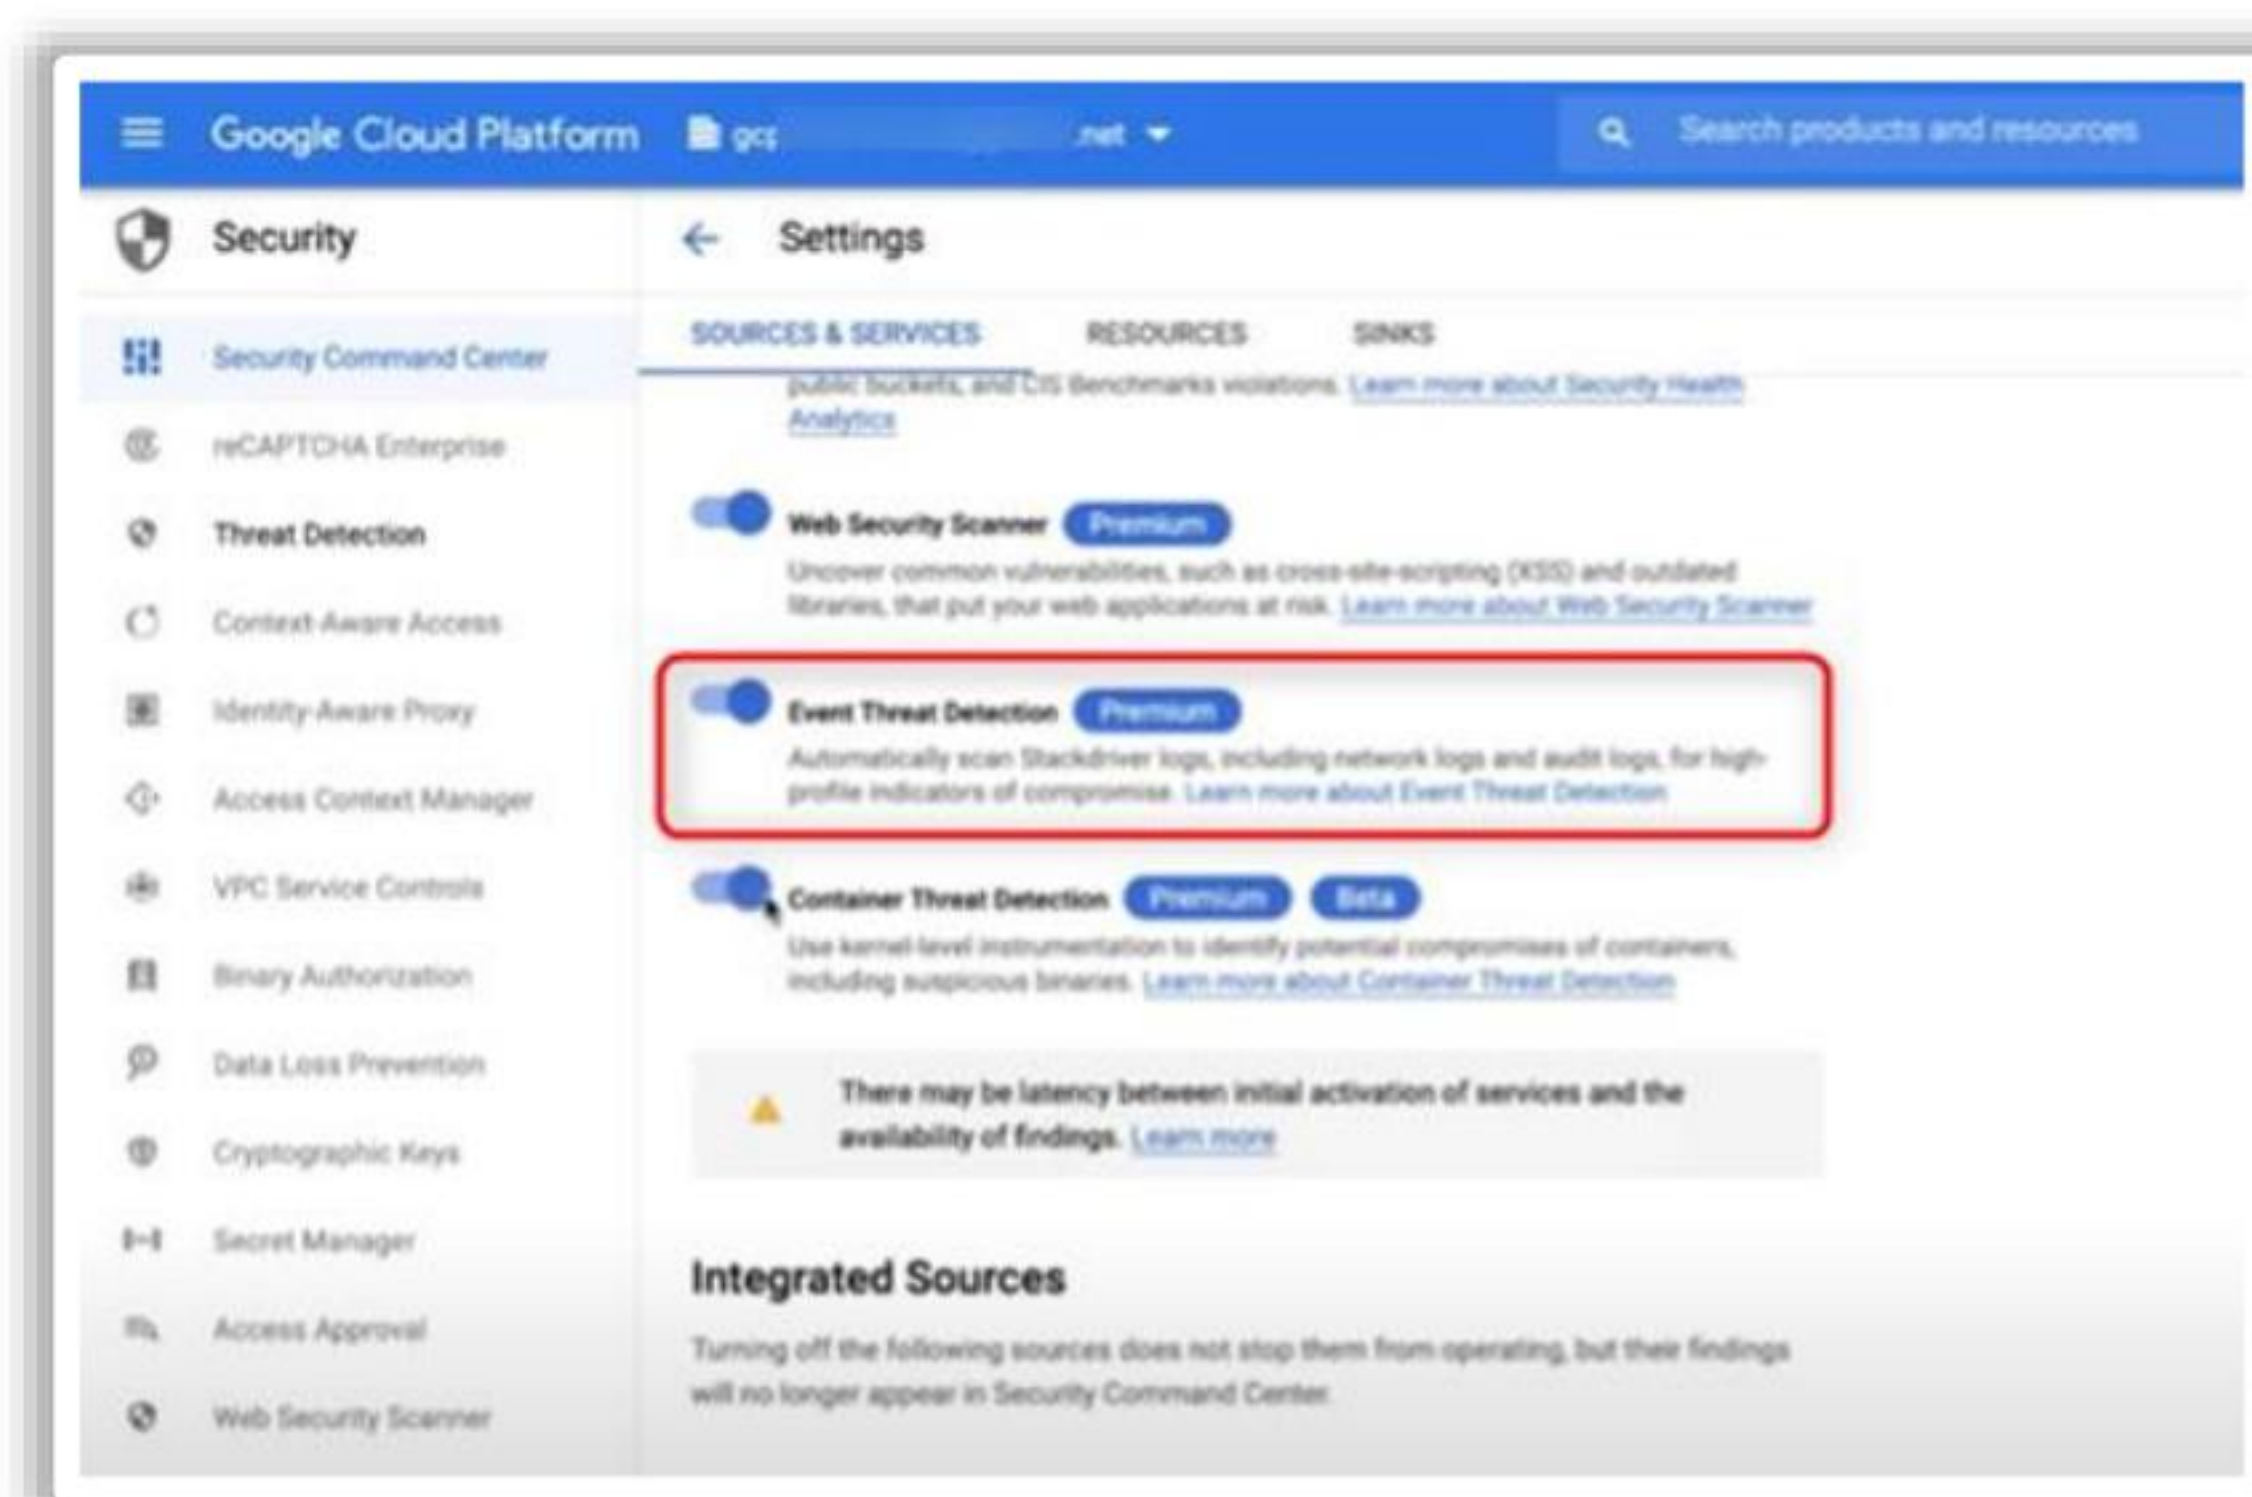 Google Cloud Platform gcs .net Search products and resources
Security
Settings
SOURCES & SERVICES RESOURCES SINKS
Security Command Center
reCAPTCHA Enterprise
Threat Detection
Context-Aware Access
Identity-Aware Proxy
Access Context Manager
VPC Service Controls
Binary Authorization
Data Loss Prevention
Cryptographic Keys
Secret Manager
Access Approval
Web Security Scanner
public buckets, and CIS Benchmarks violations. Learn more about Security Health
Analytics
Web Security Scanner Premium
Uncover common vulnerabilities, such as cross-site-scripting (XSS) and outdated
libraries, that put your web applications at risk. Learn more about Web Security Scanner
Event Threat Detection Premium
Automatically scan Stackdriver logs, including network logs and audit logs, for high-
profile indicators of compromise. Learn more about Event Threat Detection
Container Threat Detection Premium Beta
Use kernel-level instrumentation to identify potential compromises of containers,
including suspicious binaries. Learn more about Container Threat Detection
There may be latency between initial activation of services and the
availability of findings. Learn more
Integrated Sources
Turning off the following sources does not stop them from operating, but their findings
will no longer appear in Security Command Center.